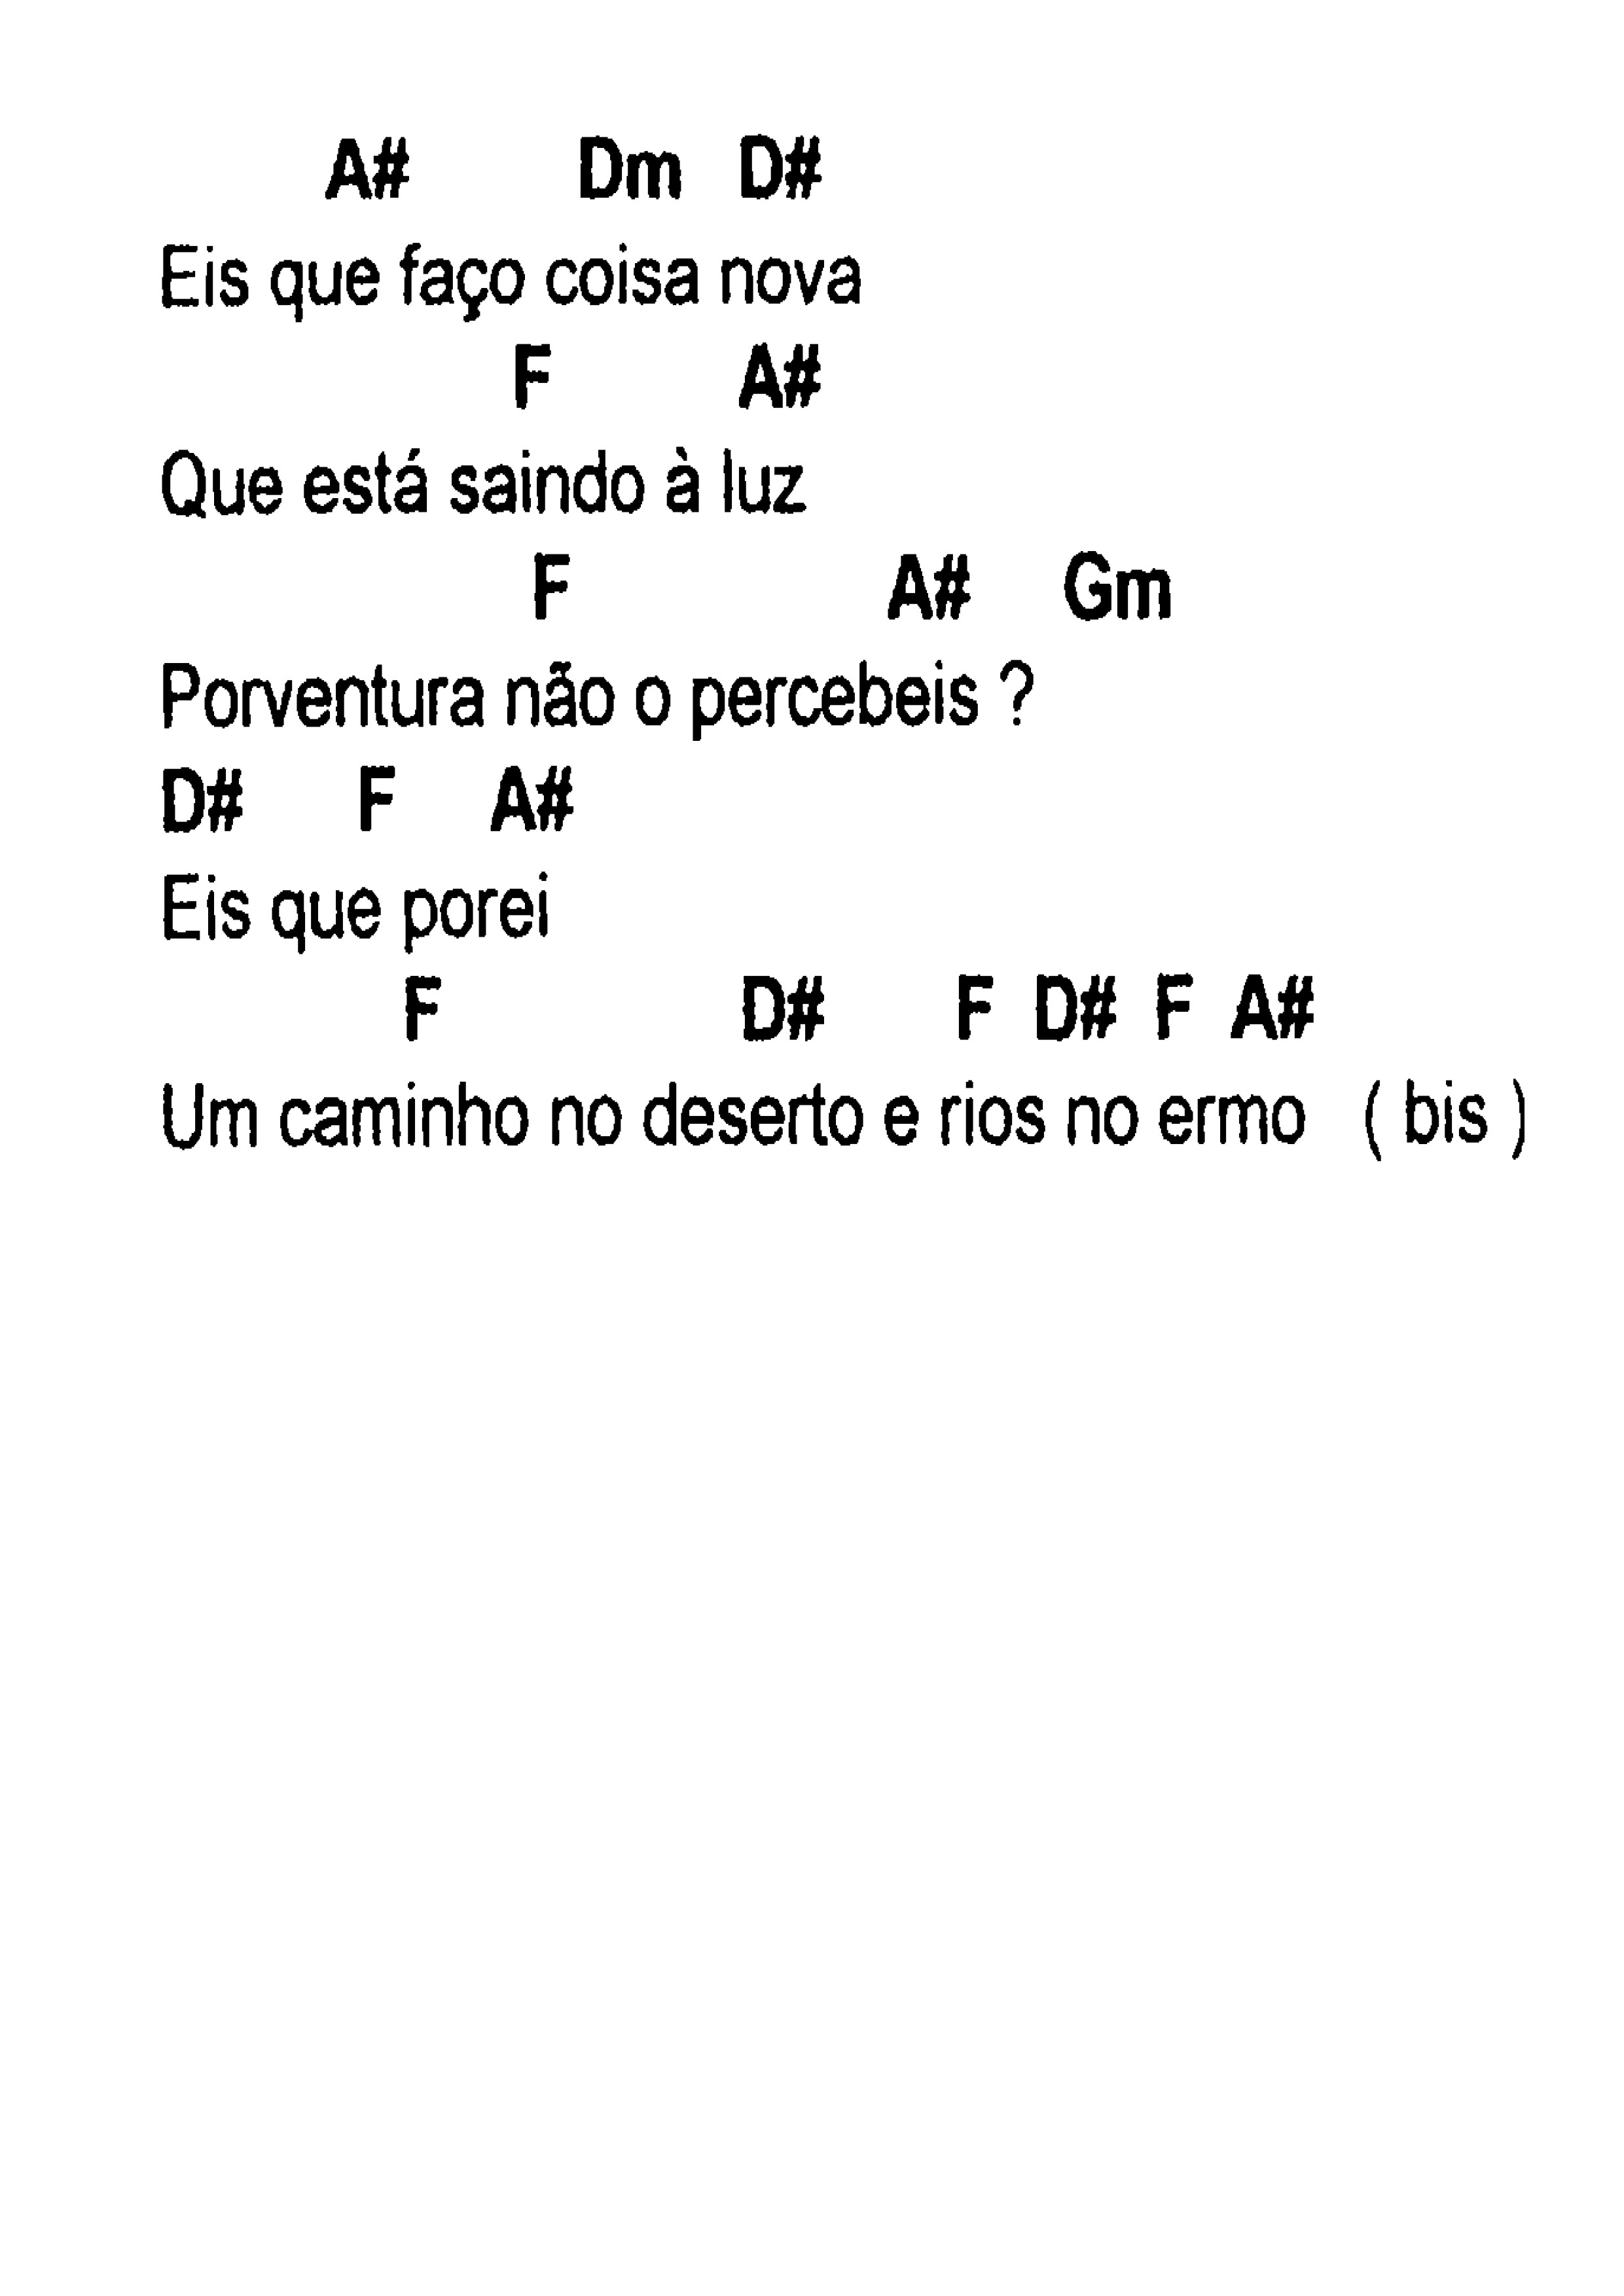 A# Dm D#
Eis que faço coisa nova
F A#
Que está saindo à luz
F A# Gm
Porventura não o percebeis ?
D# F A#
Eis que porei
F D# F D# F A#
Um caminho no deserto e rios no ermo ( bis )